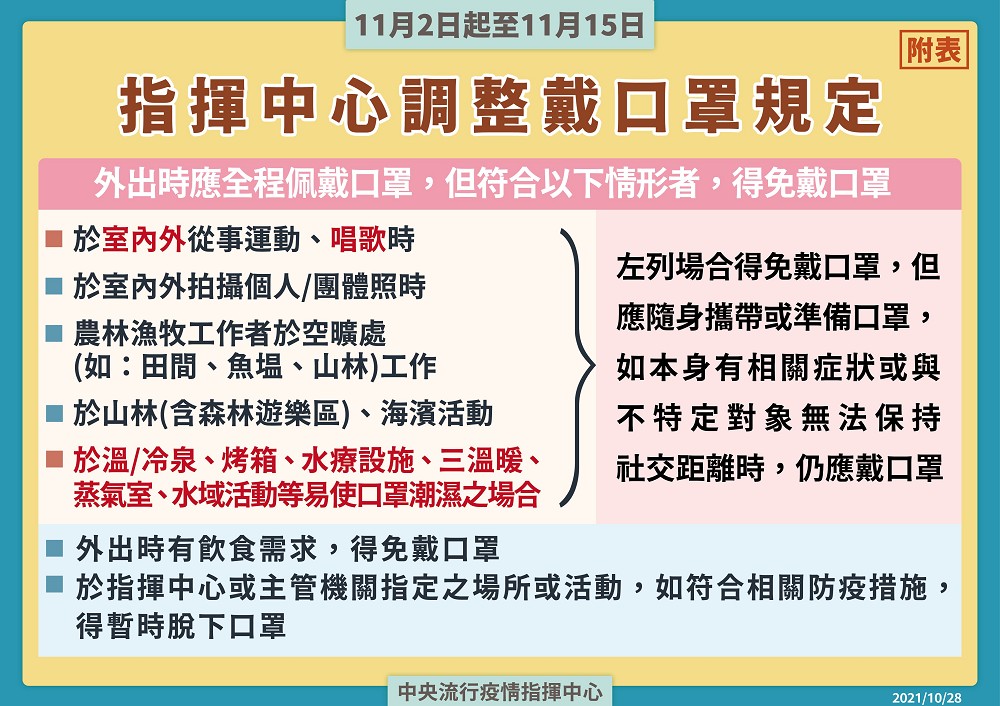 11月2日起至11月15日
附表
指揮中心調整戴口罩規定
外出時應全程佩戴口罩，但符合以下情形者，得免戴口罩
於室內外從事運動、唱歌時
於室內外拍攝個人/團體照時
農林漁牧工作者於空曠處
(如：田間、魚塭、山林)工作
於山林(含森林遊樂區)、海濱活動
於溫/冷泉、烤箱、水療設施、三溫暖、
蒸氣室、水域活動等易使口罩潮濕之場合
左列場合得免戴口罩，但
應隨身攜帶或準備口罩，
如本身有相關症狀或與
不特定對象無法保持
社交距離時，仍應戴口罩
外出時有飲食需求，得免戴口罩
於指揮中心或主管機關指定之場所或活動，如符合相關防疫措施，
得暫時脫下口罩
中央流行疫情指揮中心
2021/10/28